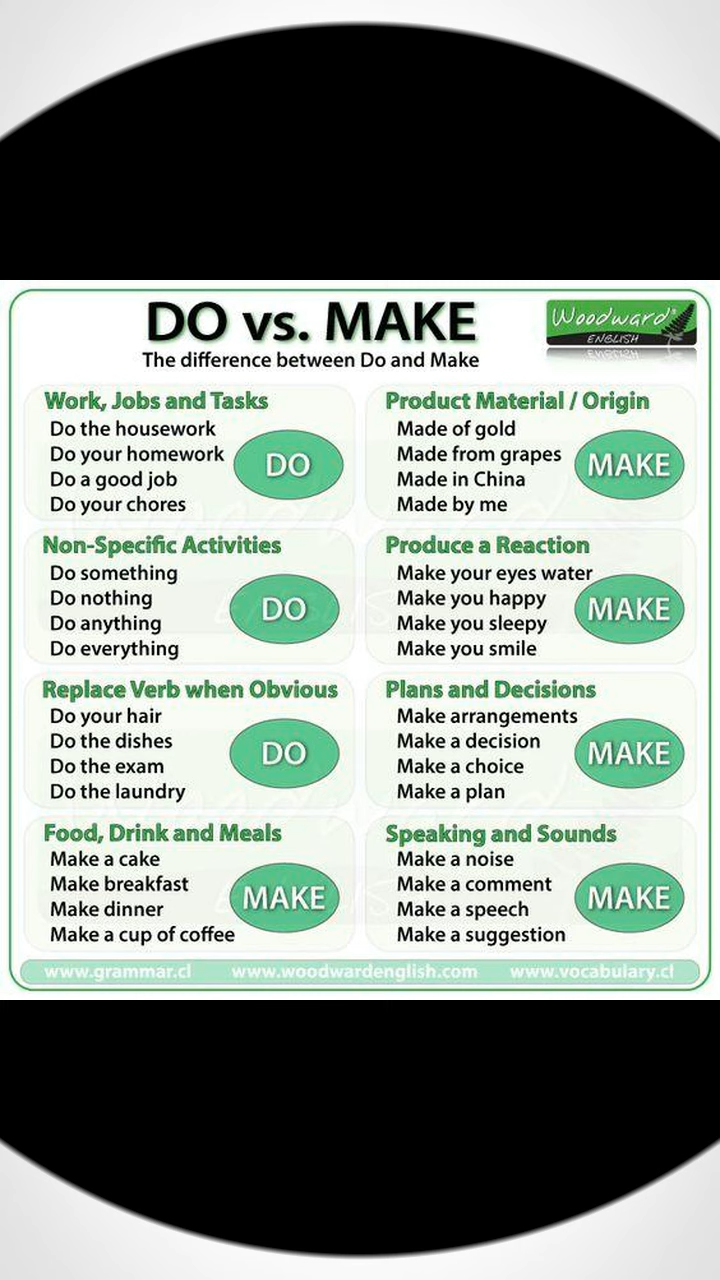 DO vs. MAKE
The difference between Do and Make
Woodward®
ENGLISH
Work, Jobs and Tasks
Do the housework
Do your homework
Do a good job
Do your chores
DO
Product Material / Origin
Made of gold
Made from grapes
Made in China
Made by me
MAKE
Non-Specific Activities
Do something
Do nothing
Do anything
Do everything
DO
Produce a Reaction
Make your eyes water
Make you happy
Make you sleepy
Make you smile
MAKE
Replace Verb when Obvious
Do your hair
Do the dishes
Do the exam
Do the laundry
DO
Plans and Decisions
Make arrangements
Make a decision
Make a choice
Make a plan
MAKE
Food, Drink and Meals
Make a cake
Make breakfast
Make dinner
Make a cup of coffee
MAKE
Speaking and Sounds
Make a noise
Make a comment
Make a speech
Make a suggestion
MAKE
www.grammar.cl www.woodwardenglish.com www.vocabulary.cl